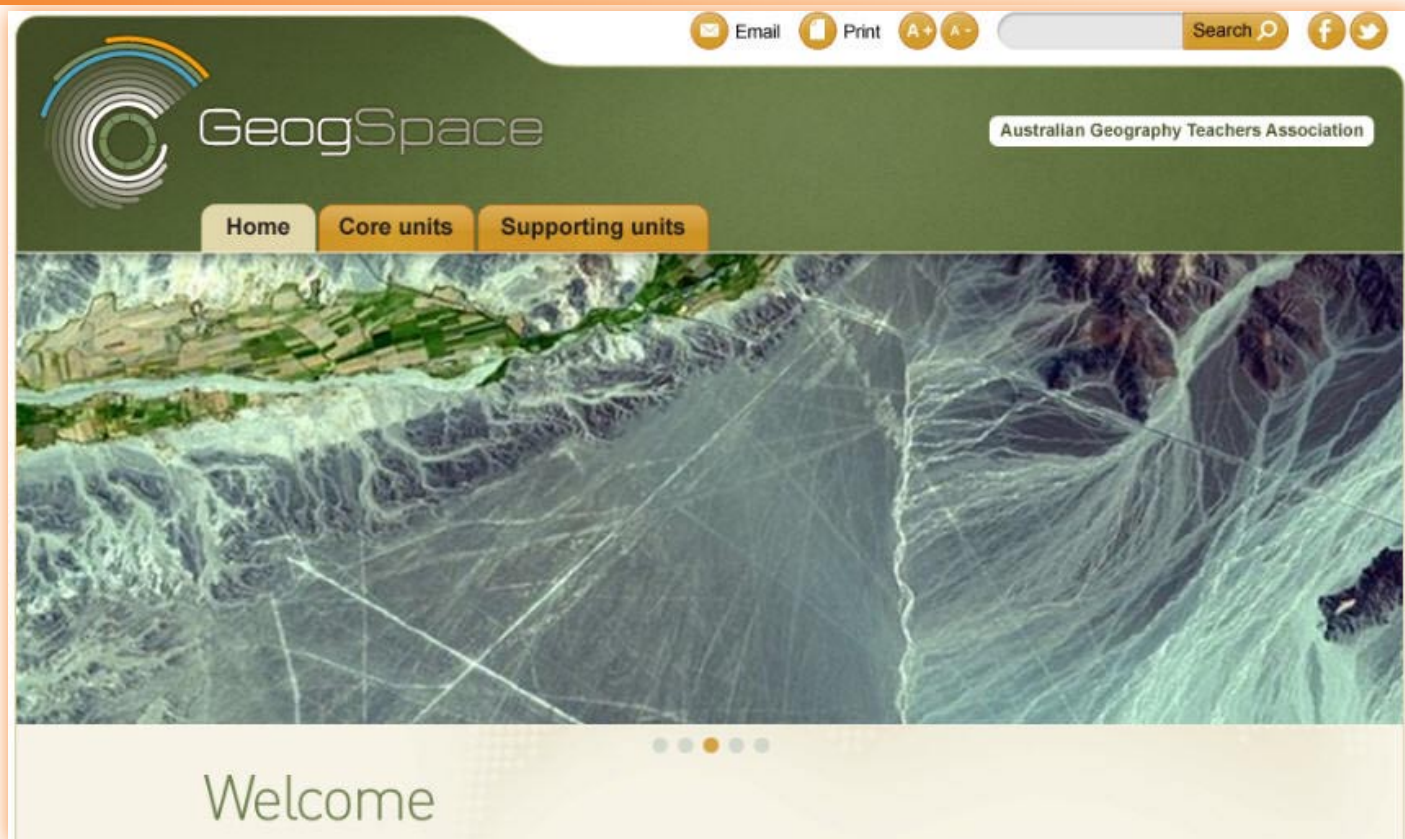 Email Print A+ A- Search
GeogSpace
Australian Geography Teachers Association
Home Core units Supporting units
Welcome